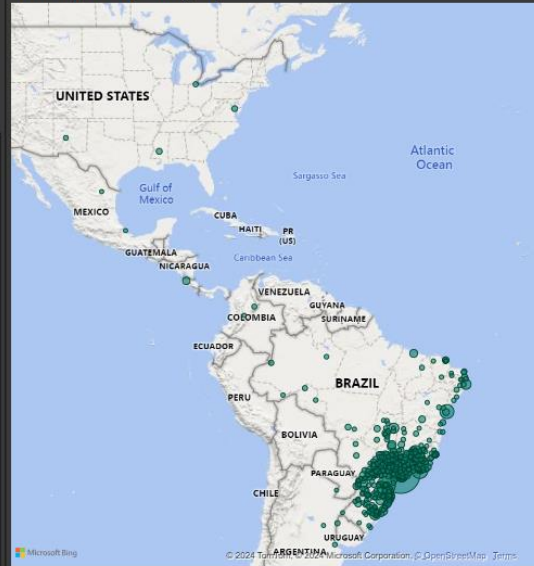 UNITED STATES
Atlantic
Ocean
Sargasso Sea
Gulf of
Mexico
MEXICO
CUBA
HAITI
PR
(US)
GUATEMALA
Caribbean Sea
NICARAGUA
VENEZUELA
GUYANA
COLOMBIA
SURINAME
ECUADOR
BRAZIL
PERU
BOLIVIA
PARAGUAY
CHILE
URUGUAY
ARGENTINA
Microsoft Bing
© 2024 TomTom, © 2024 Microsoft Corporation, © OpenStreetMap Terms